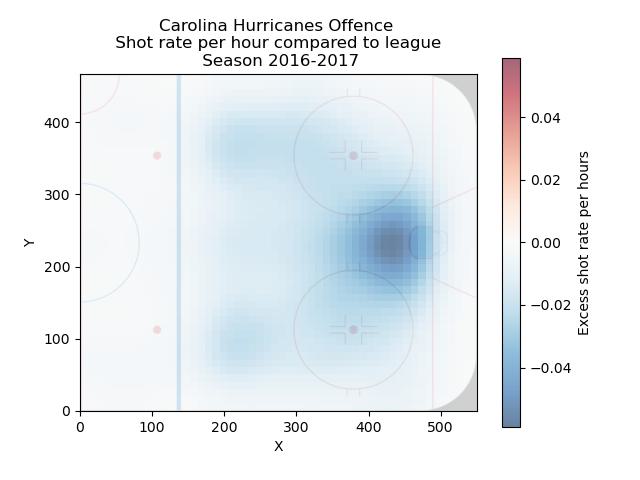 Carolina Hurricanes Offence
Shot rate per hour compared to league
Season 2016-2017
400
300
200
100
0
Y
0 100 200 300 400 500
X
0.04
0.02
0.00
−0.02
−0.04
Excess shot rate per hours